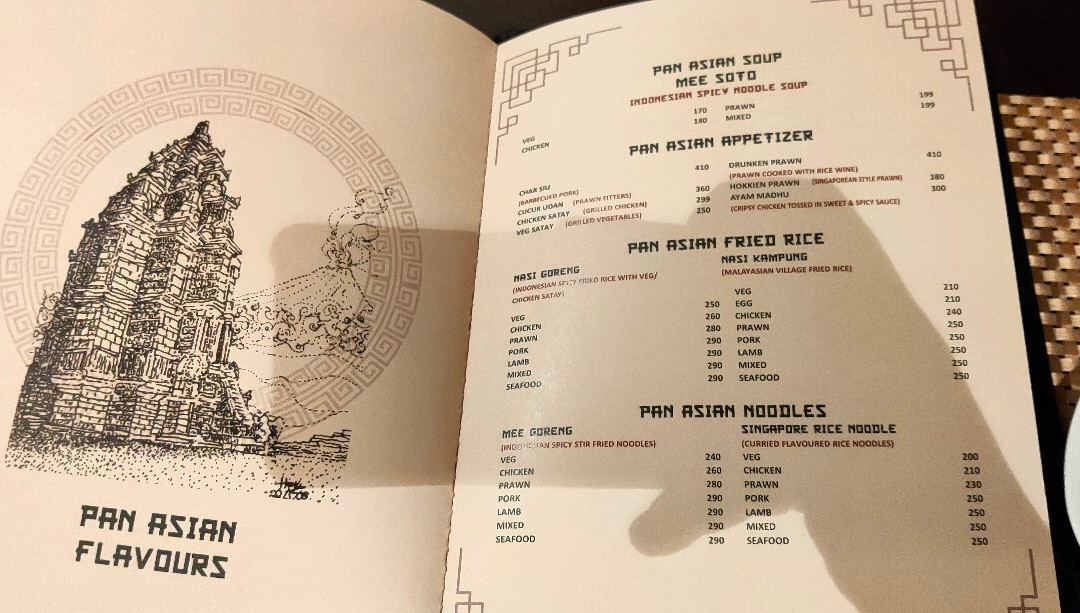 PAN ASIAN
FLAVOURS
PAN ASIAN SOUP
MEE SOTO
INDONESIAN SPICY NOODLE SOUP
VEG 170 PRAWN 199
CHICKEN 180 MIXED 199
PAN ASIAN APPETIZER
CHAR SIU 410 DRUNKEN PRAWN 410
(BARBECUED PORK) (PRAWN COOKED WITH RICE WINE)
CUCUR UDAN (PRAWN FITTERS) 360 HOKKIEN PRAWN (SINGAPOREAN STYLE PRAWN) 380
CHICKEN SATAY (GRILLED CHICKEN) 299 AYAM MADHU 300
VEG SATAY (GRILLED VEGETABLES) 250 (CRIPSY CHICKEN TOSSED IN SWEET & SPICY SAUCE)
PAN ASIAN FRIED RICE
NASI GORENG
(INDONESIAN SPICY FRIED RICE WITH VEG/
CHICKEN SATAY)
VEG 250
CHICKEN 260
PRAWN 280
PORK 290
LAMB 290
MIXED 290
SEAFOOD 290
NASI KAMPUNG
(MALAYASIAN VILLAGE FRIED RICE)
VEG 210
EGG 210
CHICKEN 240
PRAWN 250
PORK 250
LAMB 250
MIXED 250
SEAFOOD 250
PAN ASIAN NOODLES
MEE GORENG
(INDONESIAN SPICY STIR FRIED NOODLES)
VEG 240
CHICKEN 260
PRAWN 280
PORK 290
LAMB 290
MIXED 290
SEAFOOD 290
SINGAPORE RICE NOODLE
(CURRIED FLAVOURED RICE NOODLES)
VEG 200
CHICKEN 210
PRAWN 230
PORK 250
LAMB 250
MIXED 250
SEAFOOD 250